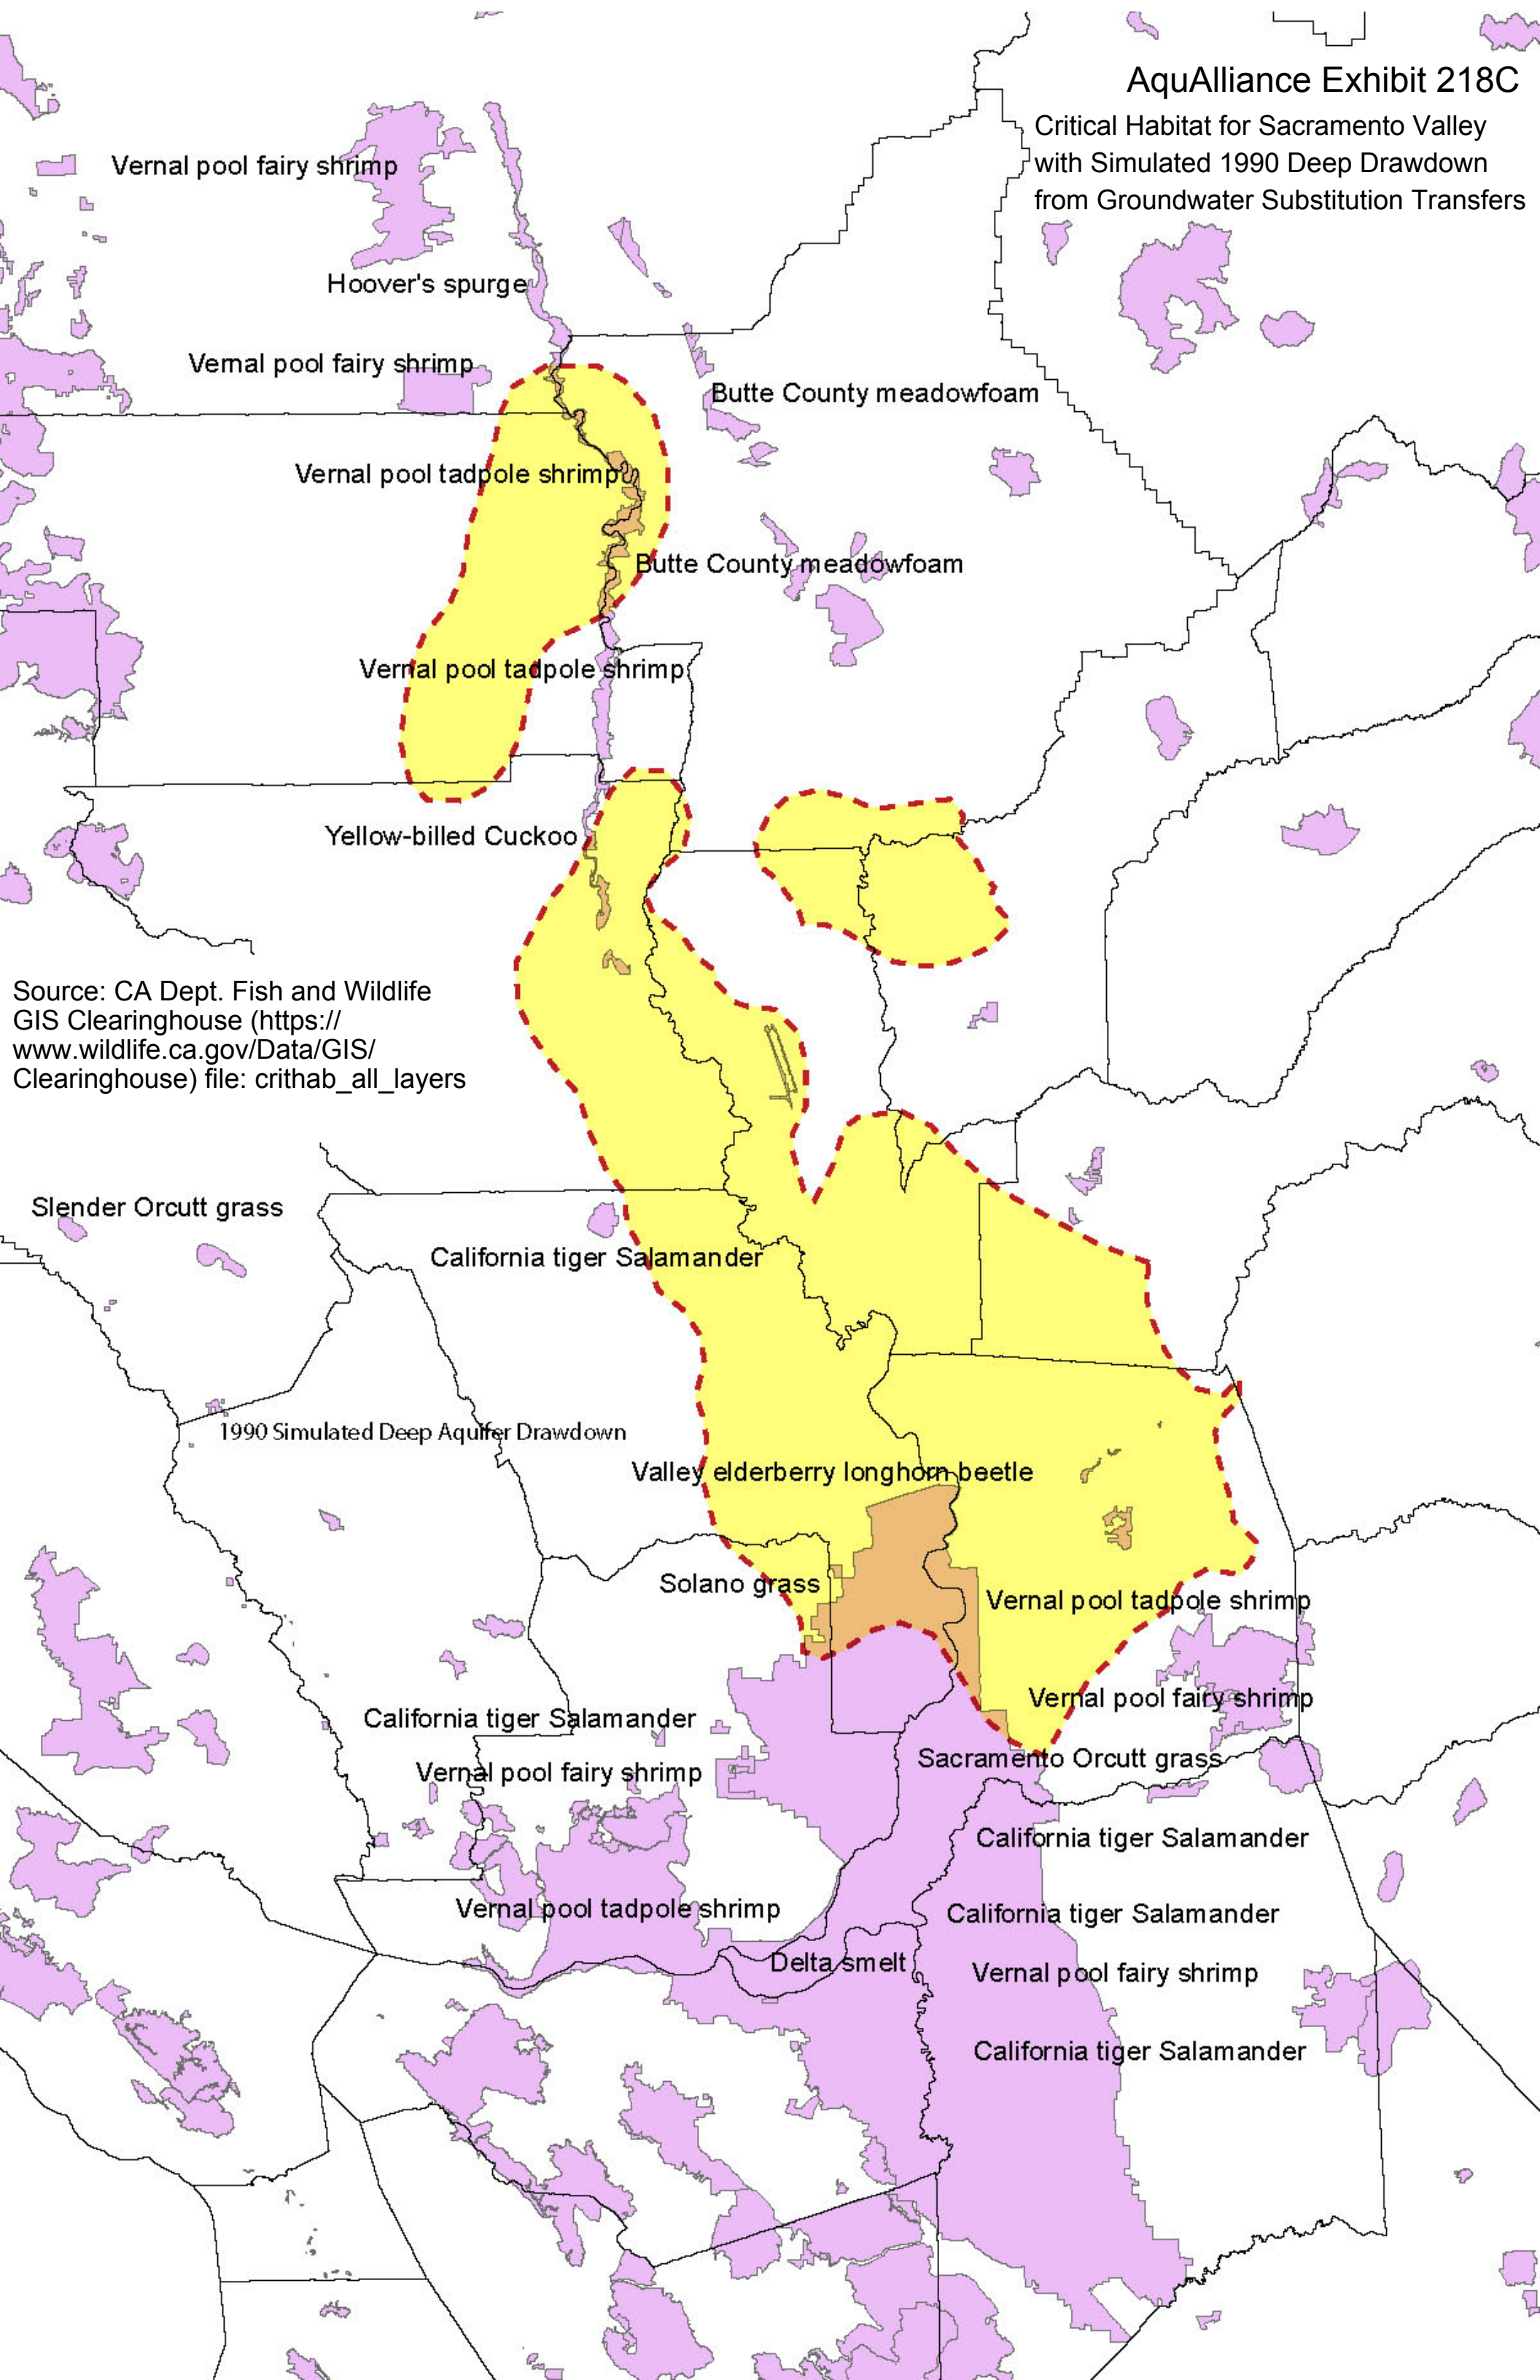 AquAlliance Exhibit 218C
Critical Habitat for Sacramento Valley
with Simulated 1990 Deep Drawdown
from Groundwater Substitution Transfers
Vernal pool fairy shrimp
Hoover's spurge
Vernal pool fairy shrimp
Butte County meadowfoam
Vernal pool tadpole shrimp
Butte County meadowfoam
Vernal pool tadpole shrimp
Yellow-billed Cuckoo
Source: CA Dept. Fish and Wildlife
GIS Clearinghouse (https://
www.wildlife.ca.gov/Data/GIS/
Clearinghouse) file: crithab_all_layers
Slender Orcutt grass
California tiger Salamander
1990 Simulated Deep Aquifer Drawdown
Valley elderberry longhorn beetle
Solano grass
Vernal pool tadpole shrimp
Vernal pool fairy shrimp
California tiger Salamander
Sacramento Orcutt grass
Vernal pool fairy shrimp
California tiger Salamander
Vernal pool tadpole shrimp
California tiger Salamander
Delta smelt
Vernal pool fairy shrimp
California tiger Salamander